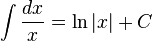 ∫ dx/x = ln |x| + C